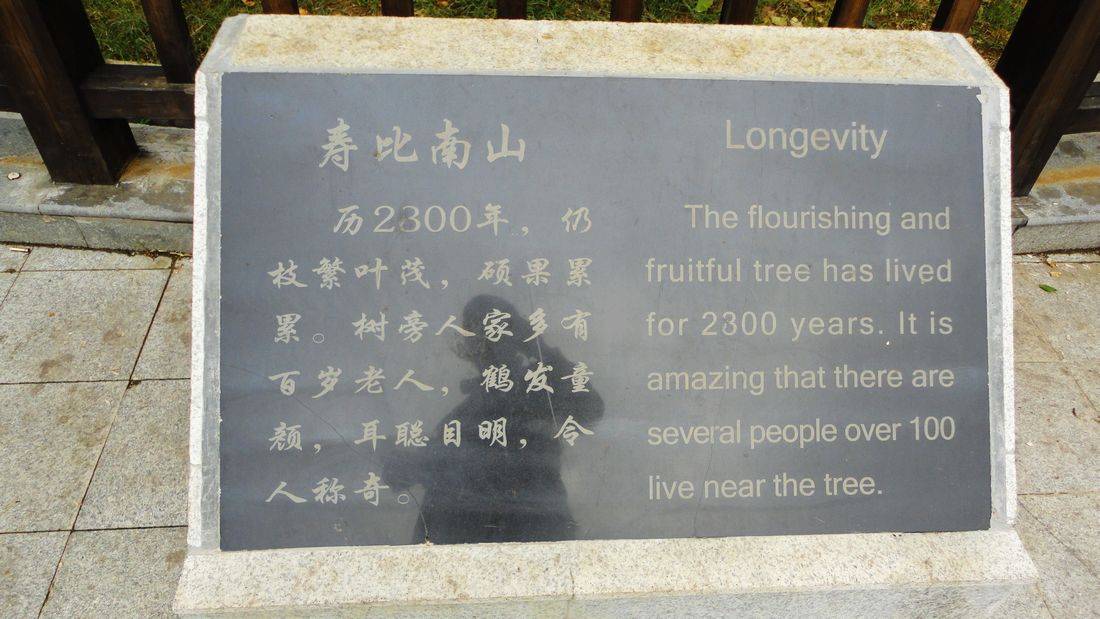 寿比南山
历2300年，仍
枝繁叶茂，硕果累
累。树旁人家多有
百岁老人，鹤发童
颜，耳聪目明，令
人称奇。
Longevity
The flourishing and
fruitful tree has lived
for 2300 years. It is
amazing that there are
several people over 100
live near the tree.